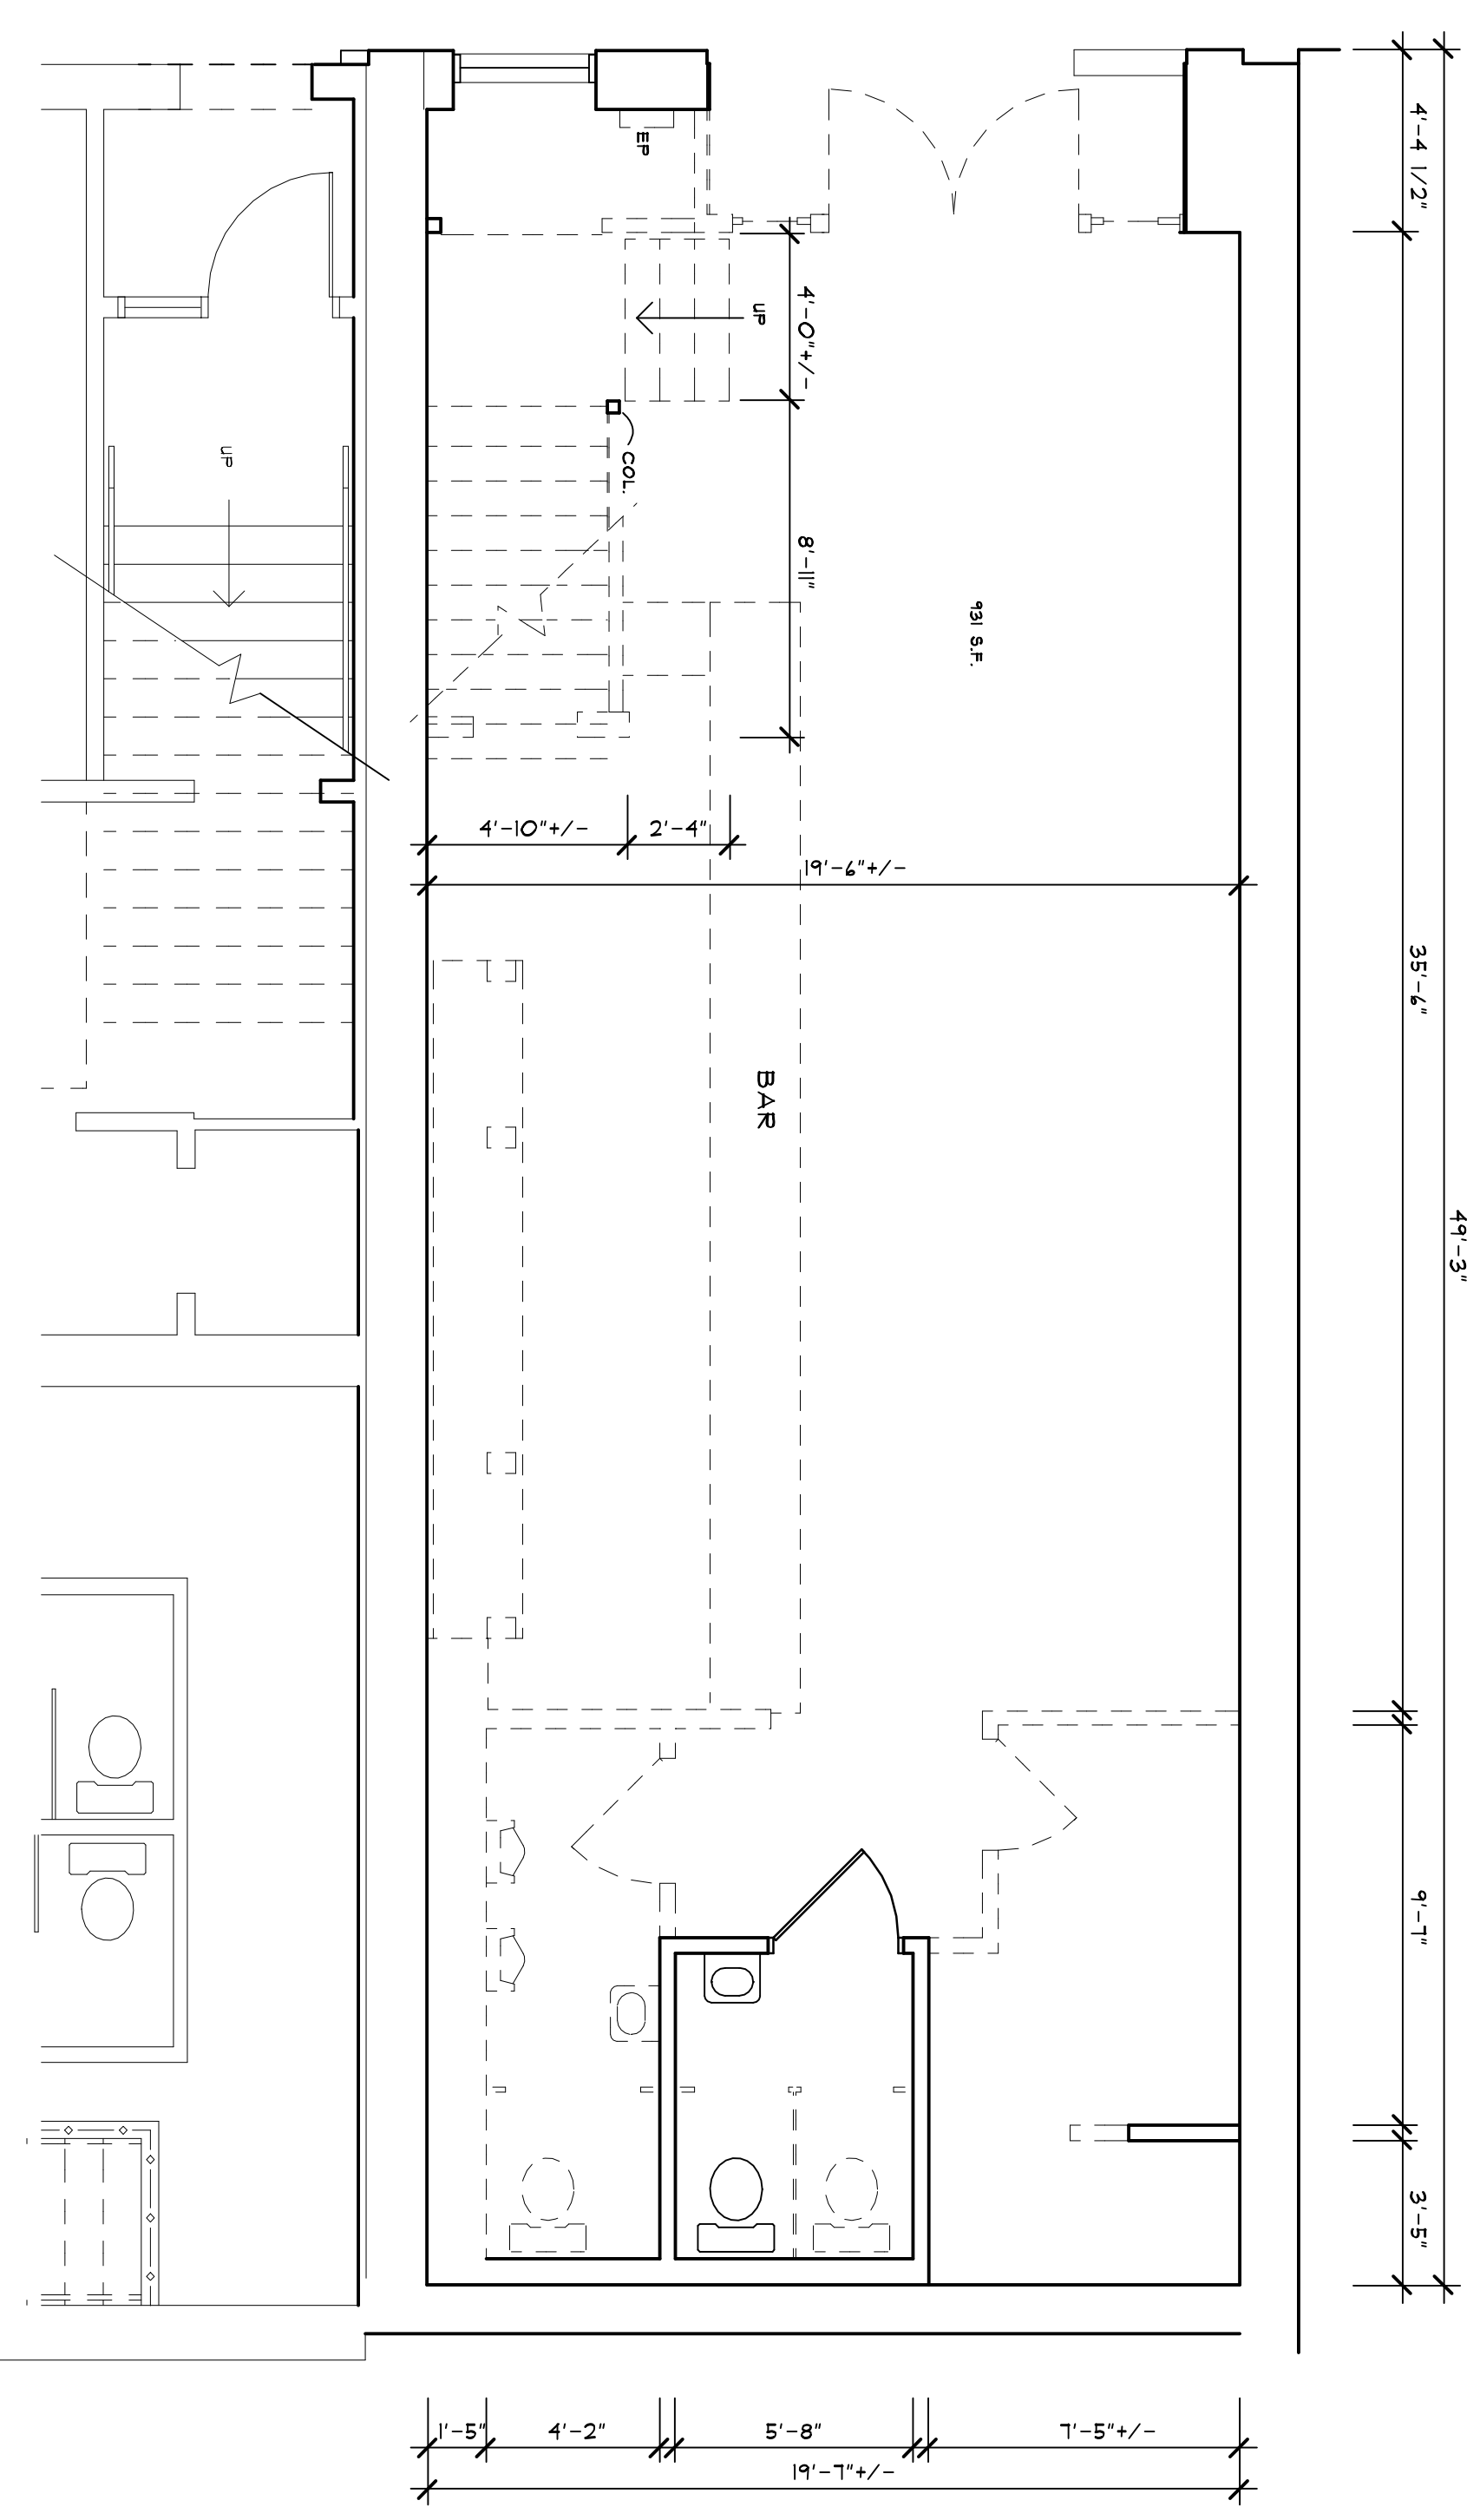 4'-4 1/2"
EP
UP
4'-0"+/-
UP
COL.
8'-11"
931 S.F.
4'-10"+/-
2'-4"
19'-6"+/-
35'-6"
BAR
49'-3"
9'-7"
3'-5"
1'-5"
4'-2"
5'-8"
7'-5"+/-
19'-7"+/-